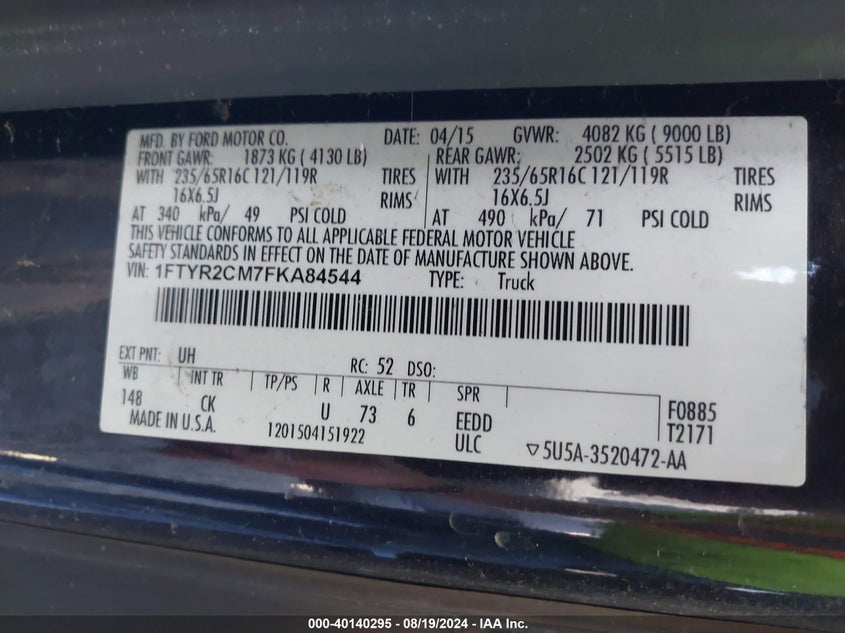 MFD. BY FORD MOTOR CO. DATE: 04/15 GVWR: 4082 KG ( 9000 LB)
FRONT GAWR: 1873 KG ( 4130 LB) REAR GAWR: 2502 KG ( 5515 LB)
WITH 235/65R16C 121/119R TIRES WITH 235/65R16C 121/119R TIRES
16X6.5J RIMS 16X6.5J RIMS
AT 340 kPa/ 49 PSI COLD AT 490 kPa/ 71 PSI COLD
THIS VEHICLE CONFORMS TO ALL APPLICABLE FEDERAL MOTOR VEHICLE
SAFETY STANDARDS IN EFFECT ON THE DATE OF MANUFACTURE SHOWN ABOVE.
VIN: 1FTYR2CM7FKA84544 TYPE: Truck
EXT PNT: UH RC: 52 DSO:
WB INT TR TP/PS R AXLE TR SPR
148 CK U 73 6 EEDD F0885
MADE IN U.S.A. 1201504151922 ULC T2171
▽5U5A-3520472-AA
000-40140295 - 08/19/2024 - IAA Inc.